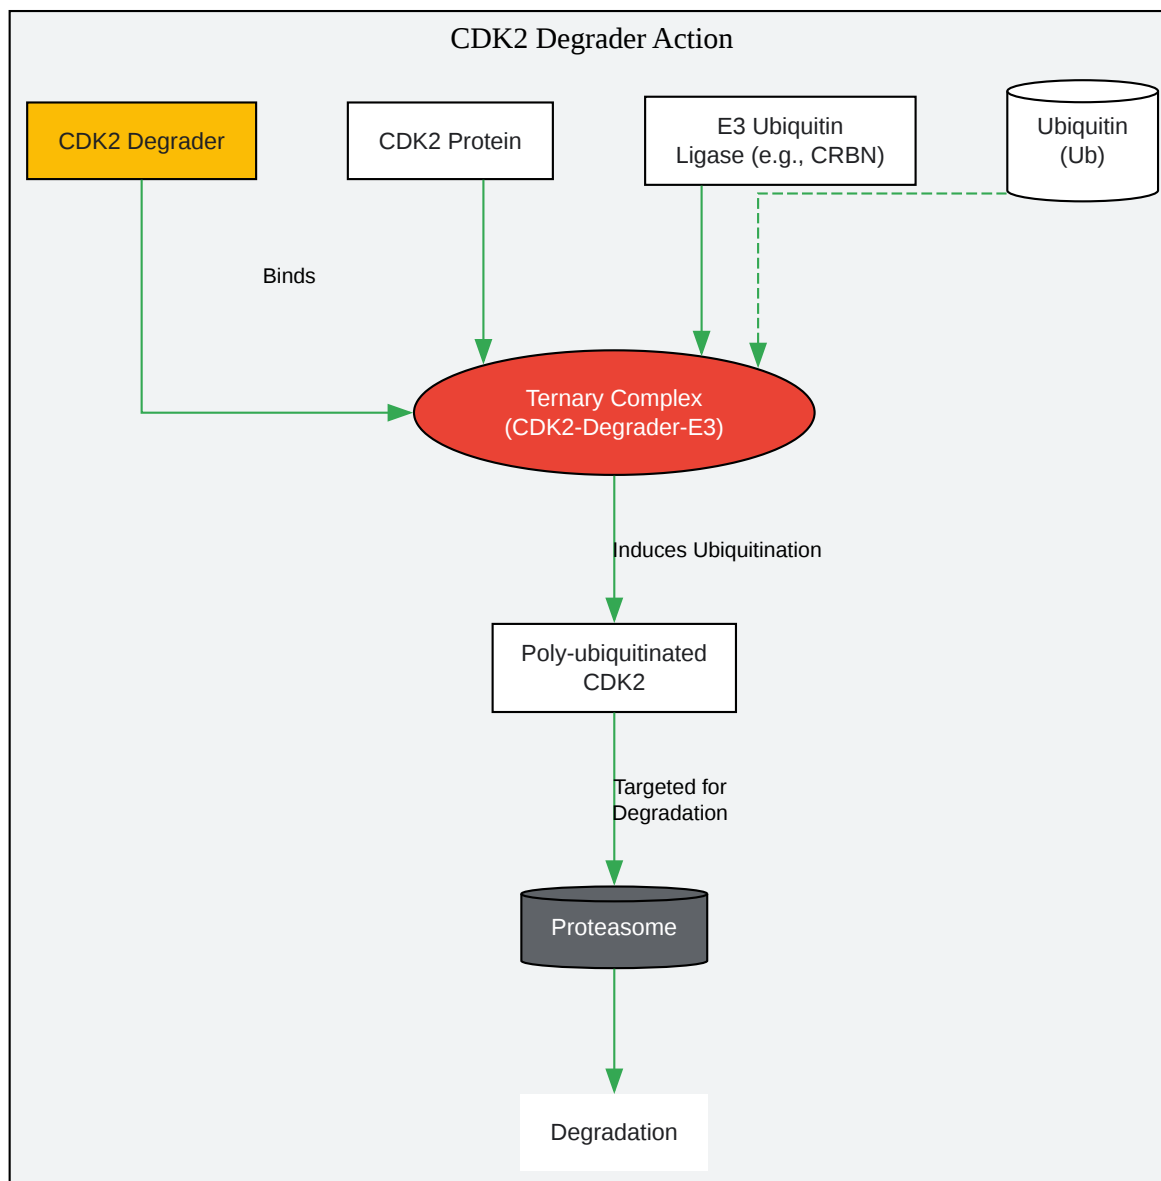 CDK2 Degrader Action
CDK2 Degrader
CDK2 Protein
E3 Ubiquitin
Ligase (e.g., CRBN)
Ubiquitin
(Ub)
Binds
Ternary Complex
(CDK2-Degrader-E3)
Induces Ubiquitination
Poly-ubiquitinated
CDK2
Targeted for
Degradation
Proteasome
Degradation